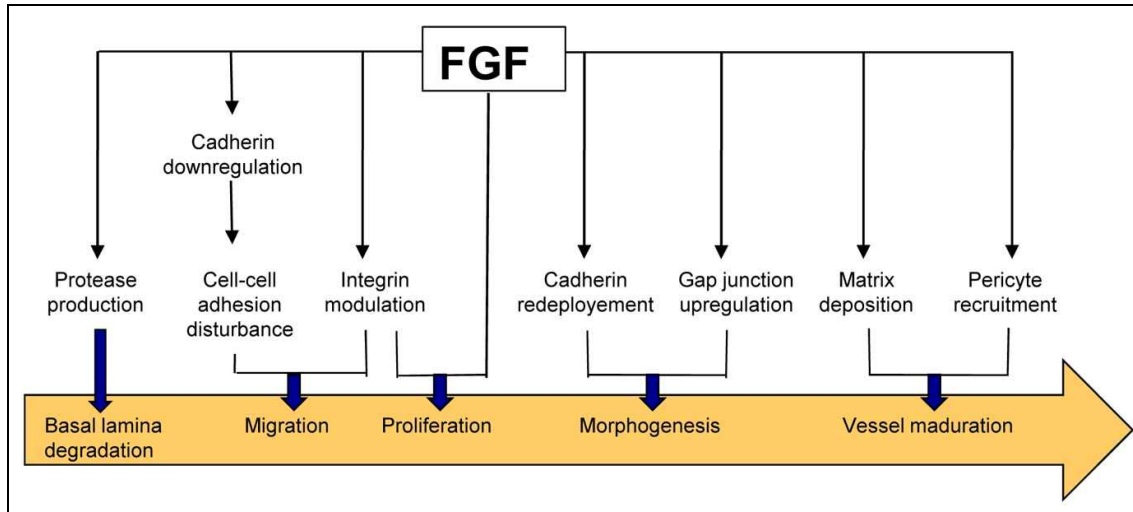 FGF
Cadherin
downregulation
Protease
production
Cell-cell
adhesion
disturbance
Integrin
modulation
Cadherin
redeployement
Gap junction
upregulation
Matrix
deposition
Pericyte
recruitment
Basal lamina
degradation
Migration
Proliferation
Morphogenesis
Vessel maduration